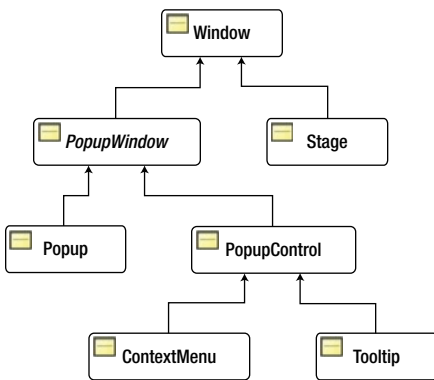 Window
PopupWindow
Stage
Popup
PopupControl
ContextMenu
Tooltip